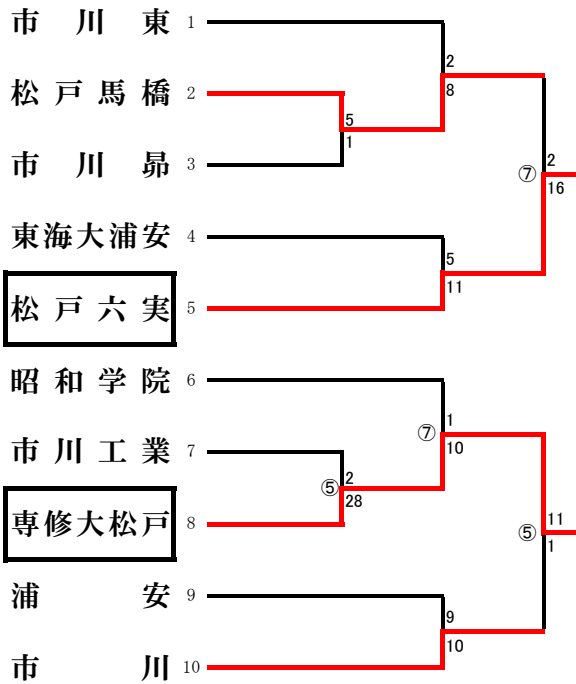 市川東 1
2
松戸馬橋 2
8
5
1
市川昴 3
2
⑦
16
東海大浦安 4
5
11
松戸六実 5
昭和学院 6
1
⑦
10
市川工業 7
2
⑤
28
専修大松戸 8
11
⑤
1
浦安 9
9
10
市川 10